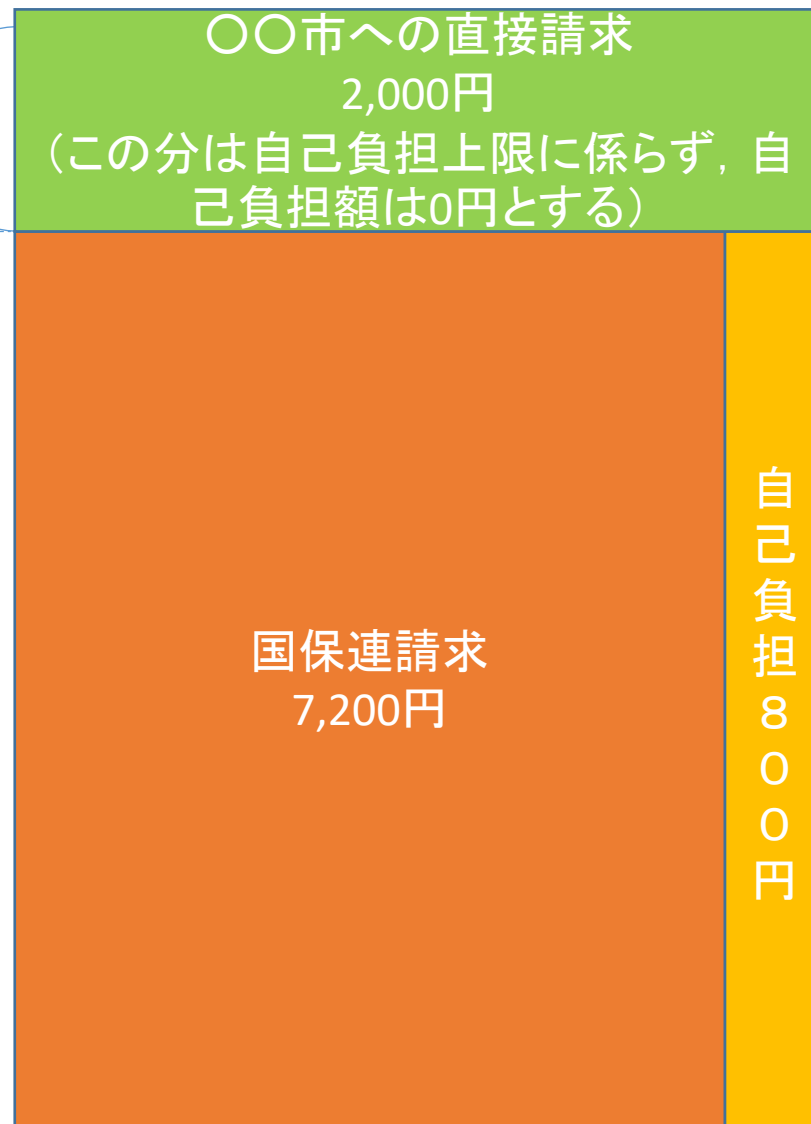 〇〇市への直接請求
2,000円
（この分は自己負担上限に係らず，自
己負担額は0円とする）
国保連請求
7,200円
自己負担８００円